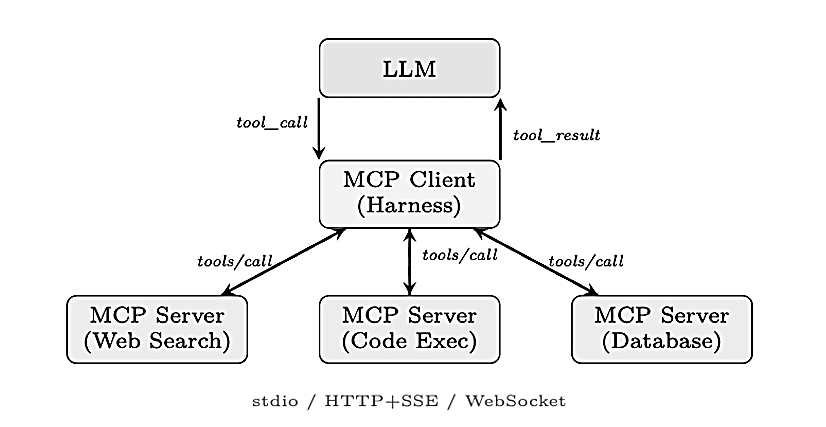 LLM
tool_call
tool_result
MCP Client
(Harness)
tools/call
tools/call
tools/call
MCP Server
(Web Search)
MCP Server
(Code Exec)
MCP Server
(Database)
stdio / HTTP+SSE / WebSocket